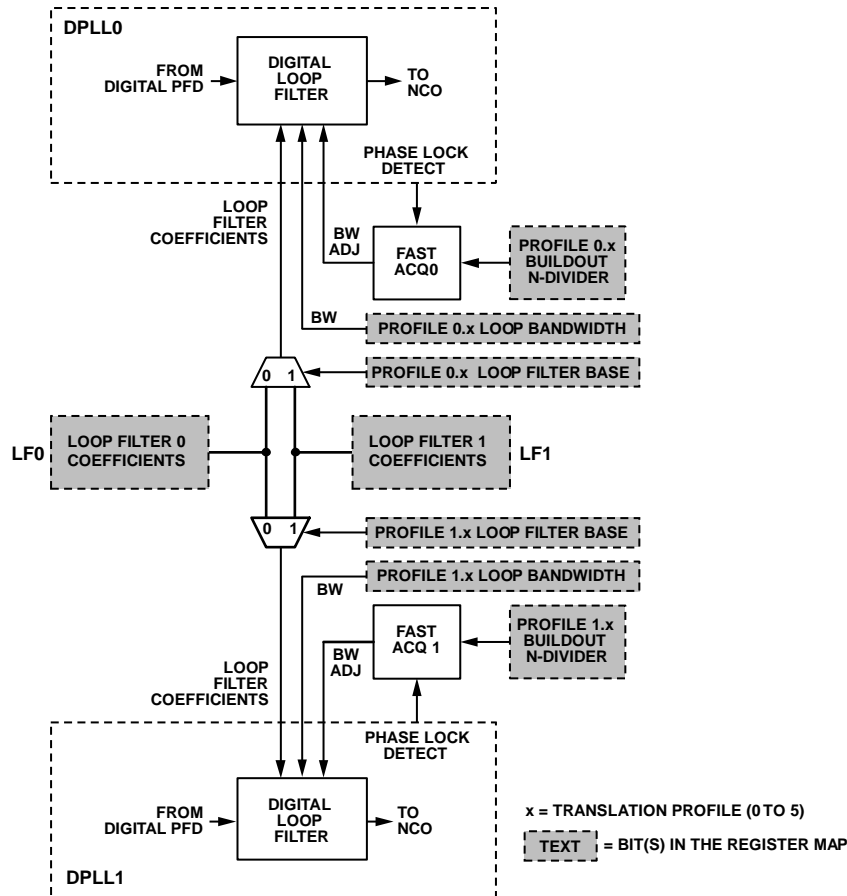 DPLL0
FROM
DIGITAL PFD
DIGITAL
LOOP
FILTER
TO
NCO
PHASE LOCK
DETECT
LOOP
FILTER
COEFFICIENTS
BW
ADJ
FAST
ACQ0
PROFILE 0.x
BUILDOUT
N-DIVIDER
BW
PROFILE 0.x LOOP BANDWIDTH
0 1
PROFILE 0.x LOOP FILTER BASE
LF0
LOOP FILTER 0
COEFFICIENTS
LOOP FILTER 1
COEFFICIENTS
LF1
0 1
PROFILE 1.x LOOP FILTER BASE
BW
PROFILE 1.x LOOP BANDWIDTH
LOOP
FILTER
COEFFICIENTS
BW
ADJ
FAST
ACQ 1
PROFILE 1.x
BUILDOUT
N-DIVIDER
PHASE LOCK
DETECT
FROM
DIGITAL PFD
DIGITAL
LOOP
FILTER
TO
NCO
DPLL1
x = TRANSLATION PROFILE (0 TO 5)
TEXT = BIT(S) IN THE REGISTER MAP